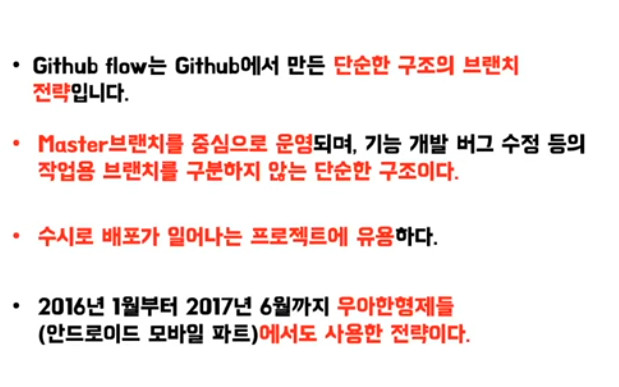 • Github flow는 Github에서 만든 단순한 구조의 브랜치
전략입니다.
• Master브랜치를 중심으로 운영되며, 기능 개발 버그 수정 등의
작업용 브랜치를 구분하지 않는 단순한 구조이다.
• 수시로 배포가 일어나는 프로젝트에 유용하다.
• 2016년 1월부터 2017년 6월까지 우아한형제들
(안드로이드 모바일 파트)에서도 사용한 전략이다.